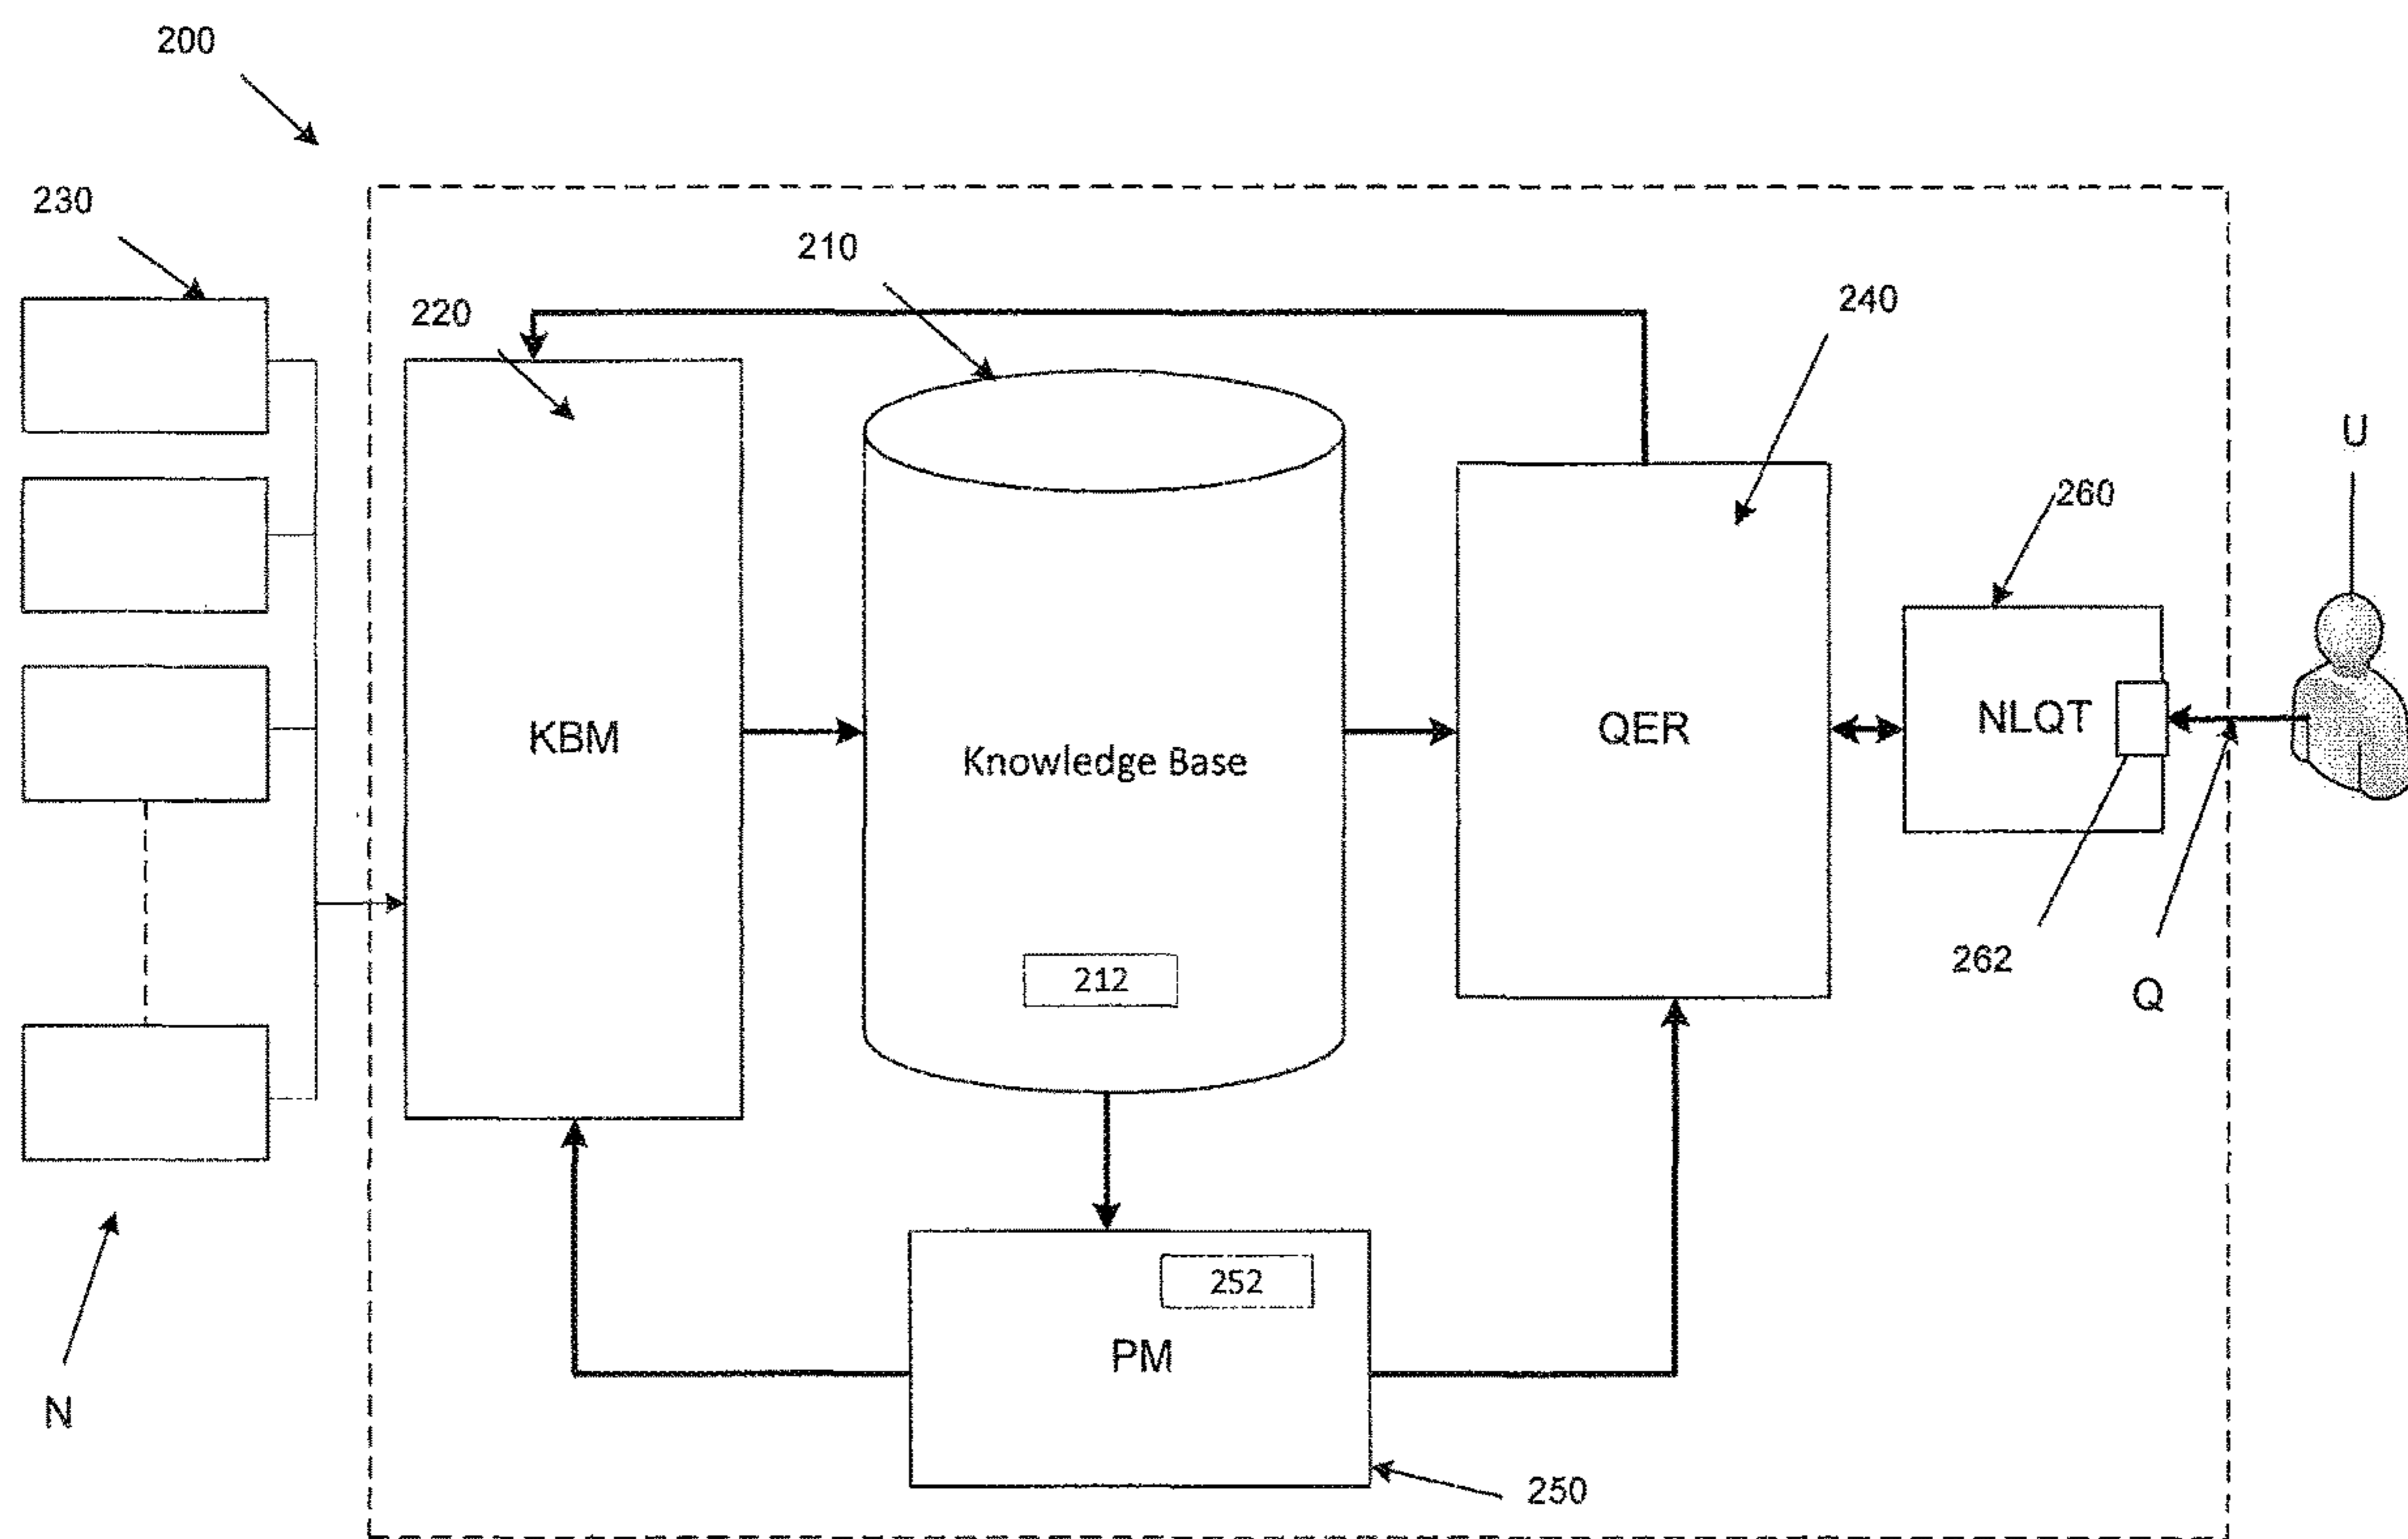 200
230
210
220
240
U
260
KBM
Knowledge Base
QER
NLQT
262
Q
212
252
PM
N
250